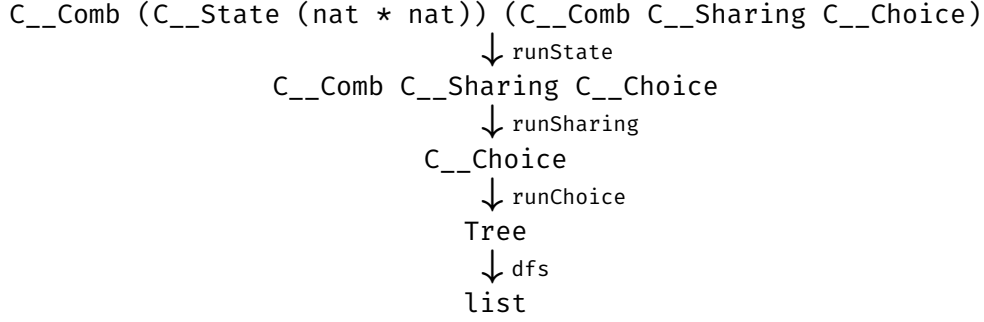 C__Comb (C__State (nat * nat)) (C__Comb C__Sharing C__Choice)
runState
C__Comb C__Sharing C__Choice
runSharing
C__Choice
runChoice
Tree
dfs
list